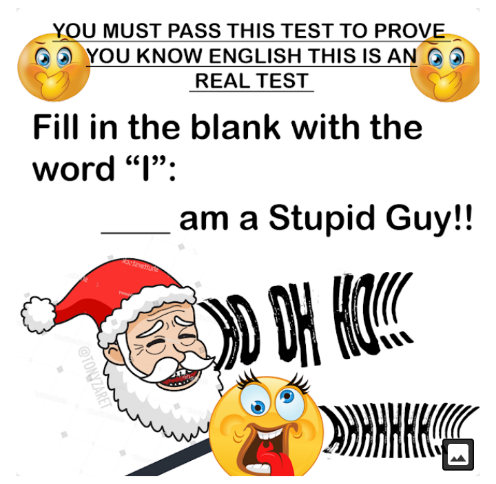 YOU MUST PASS THIS TEST TO PROVE
YOU KNOW ENGLISH THIS IS AN
REAL TEST
Fill in the blank with the
word “I”:
____ am a Stupid Guy!!
HO OH HO!!!
@TONYZARET